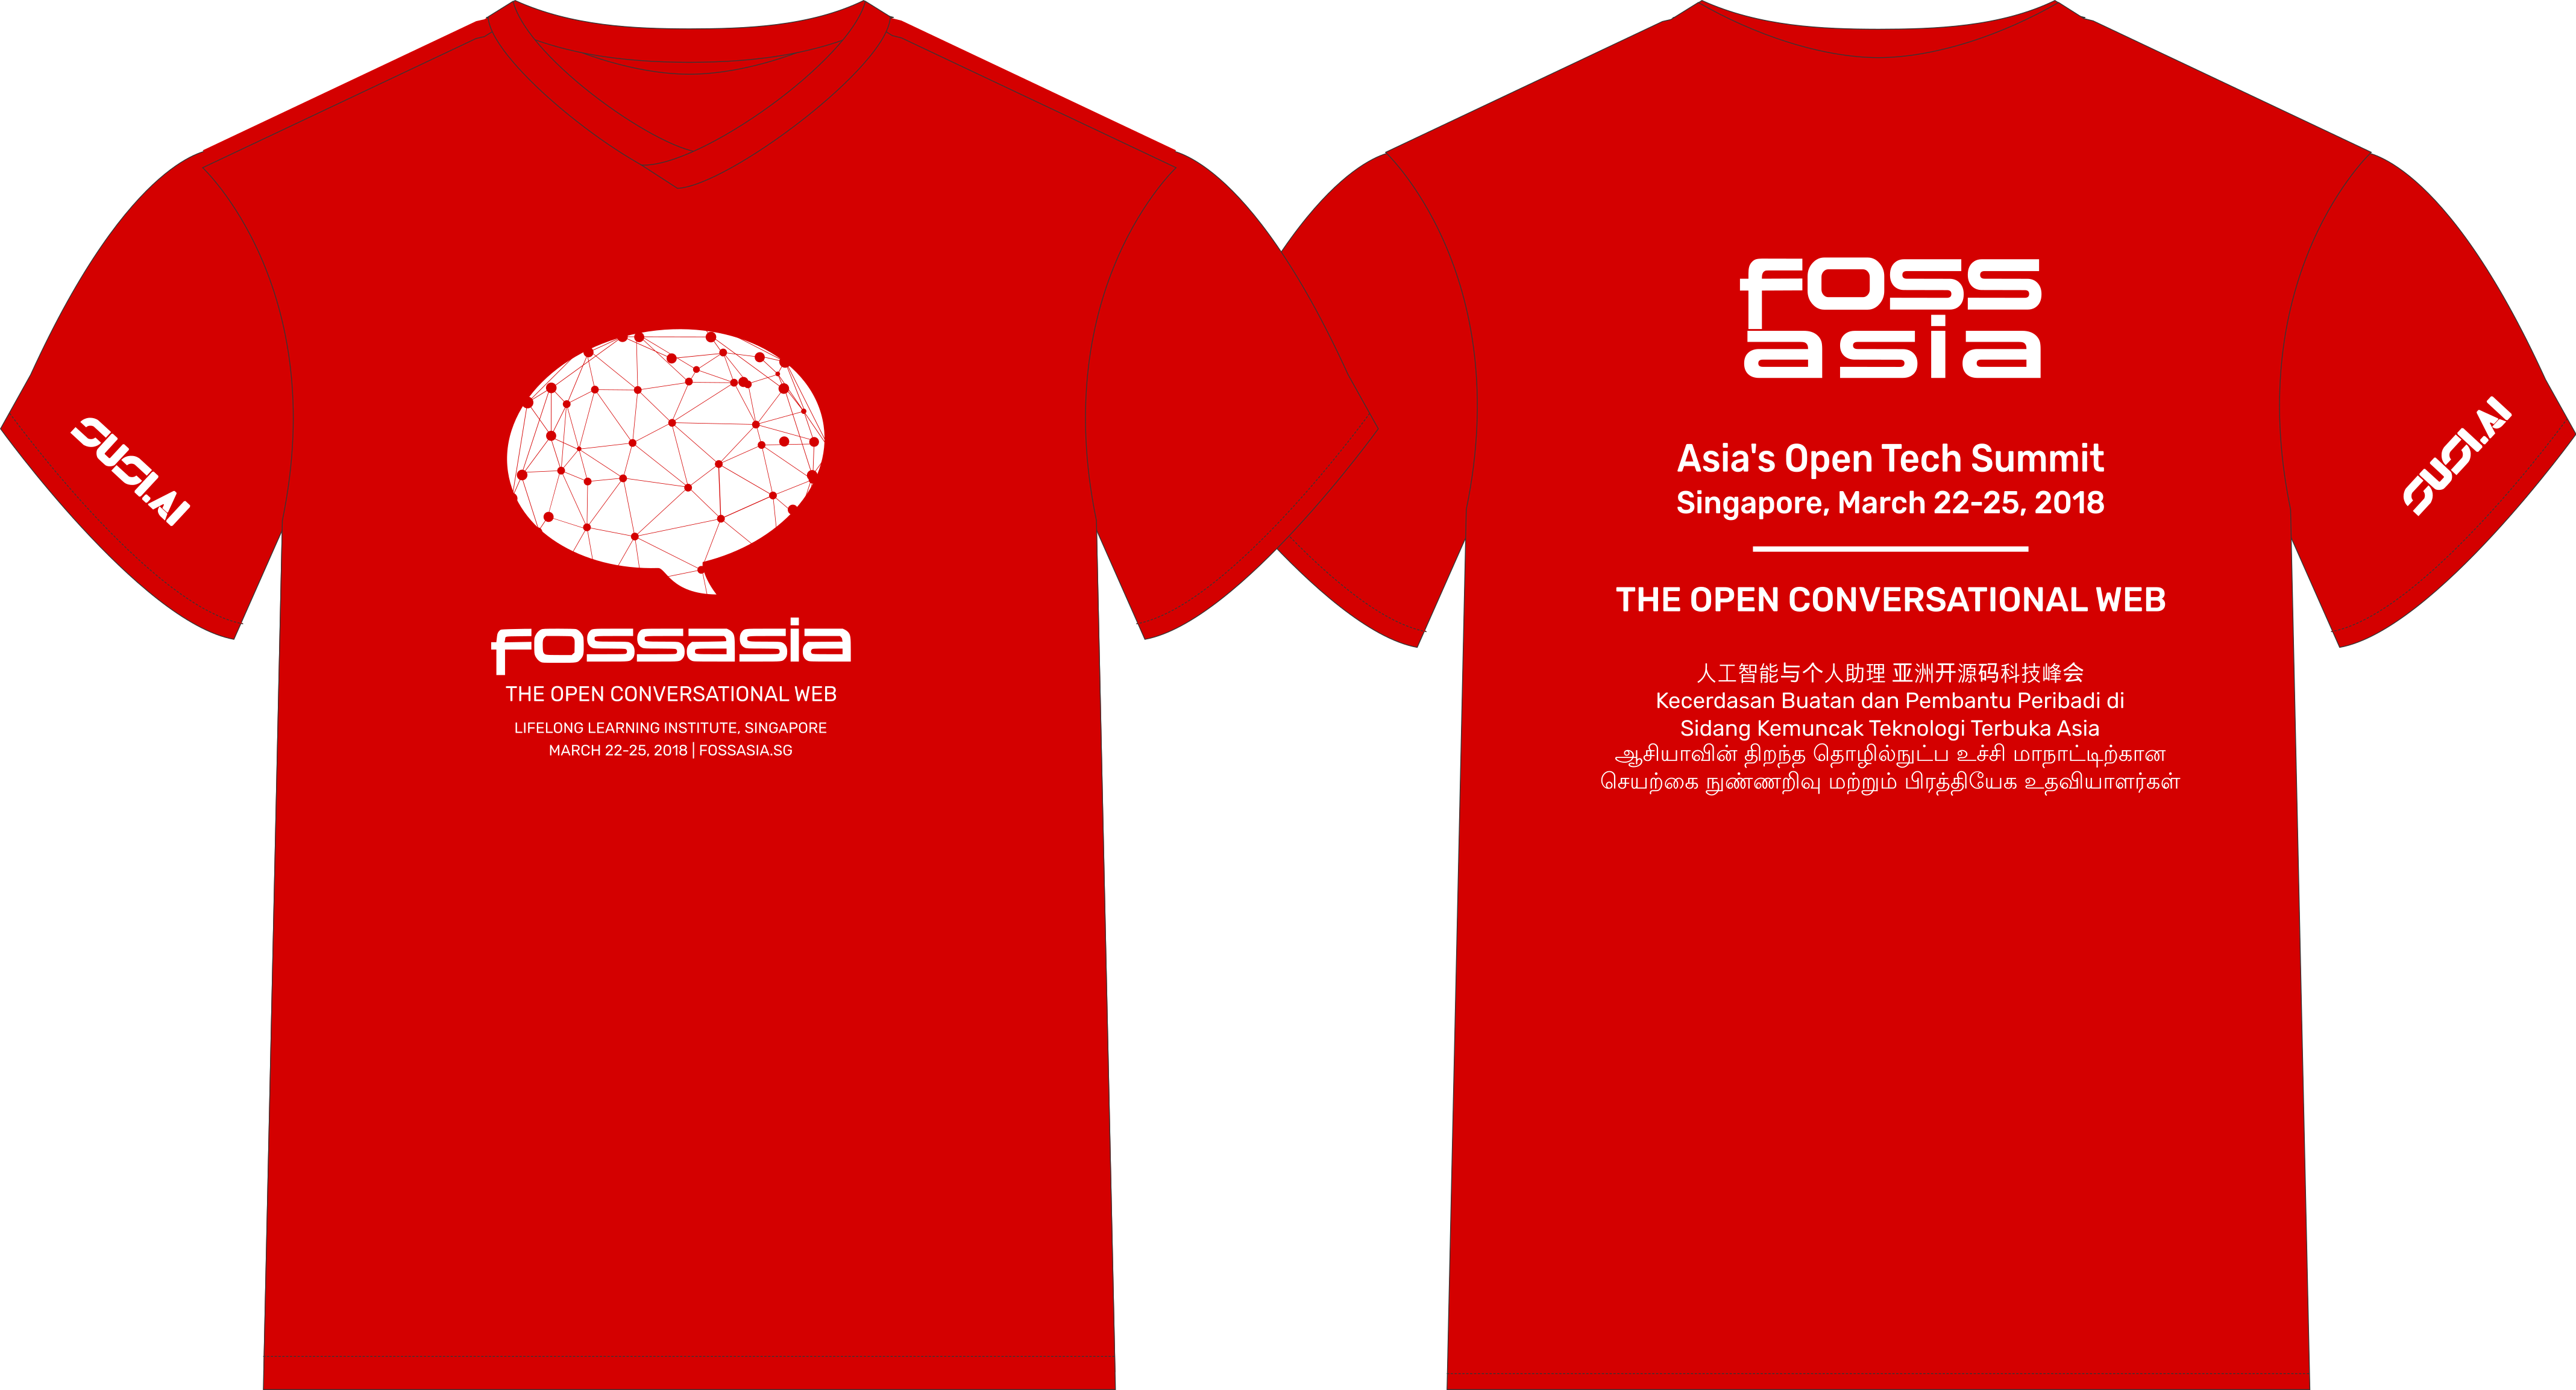 SUSI.AI
fossasia
THE OPEN CONVERSATIONAL WEB
LIFELONG LEARNING INSTITUTE, SINGAPORE
MARCH 22-25, 2018 | FOSSASIA.SG
foss
asia
Asia's Open Tech Summit
Singapore, March 22-25, 2018
THE OPEN CONVERSATIONAL WEB
人工智能与个人助理 亚洲开源码科技峰会
Kecerdasan Buatan dan Pembantu Peribadi di
Sidang Kemuncak Teknologi Terbuka Asia
ஆசியாவின் திறந்த தொழில்நுட்ப உச்சி மாநாட்டிற்கான
செயற்கை நுண்ணறிவு மற்றும் பிரத்தியேக உதவியாளர்கள்
SUSI.AI